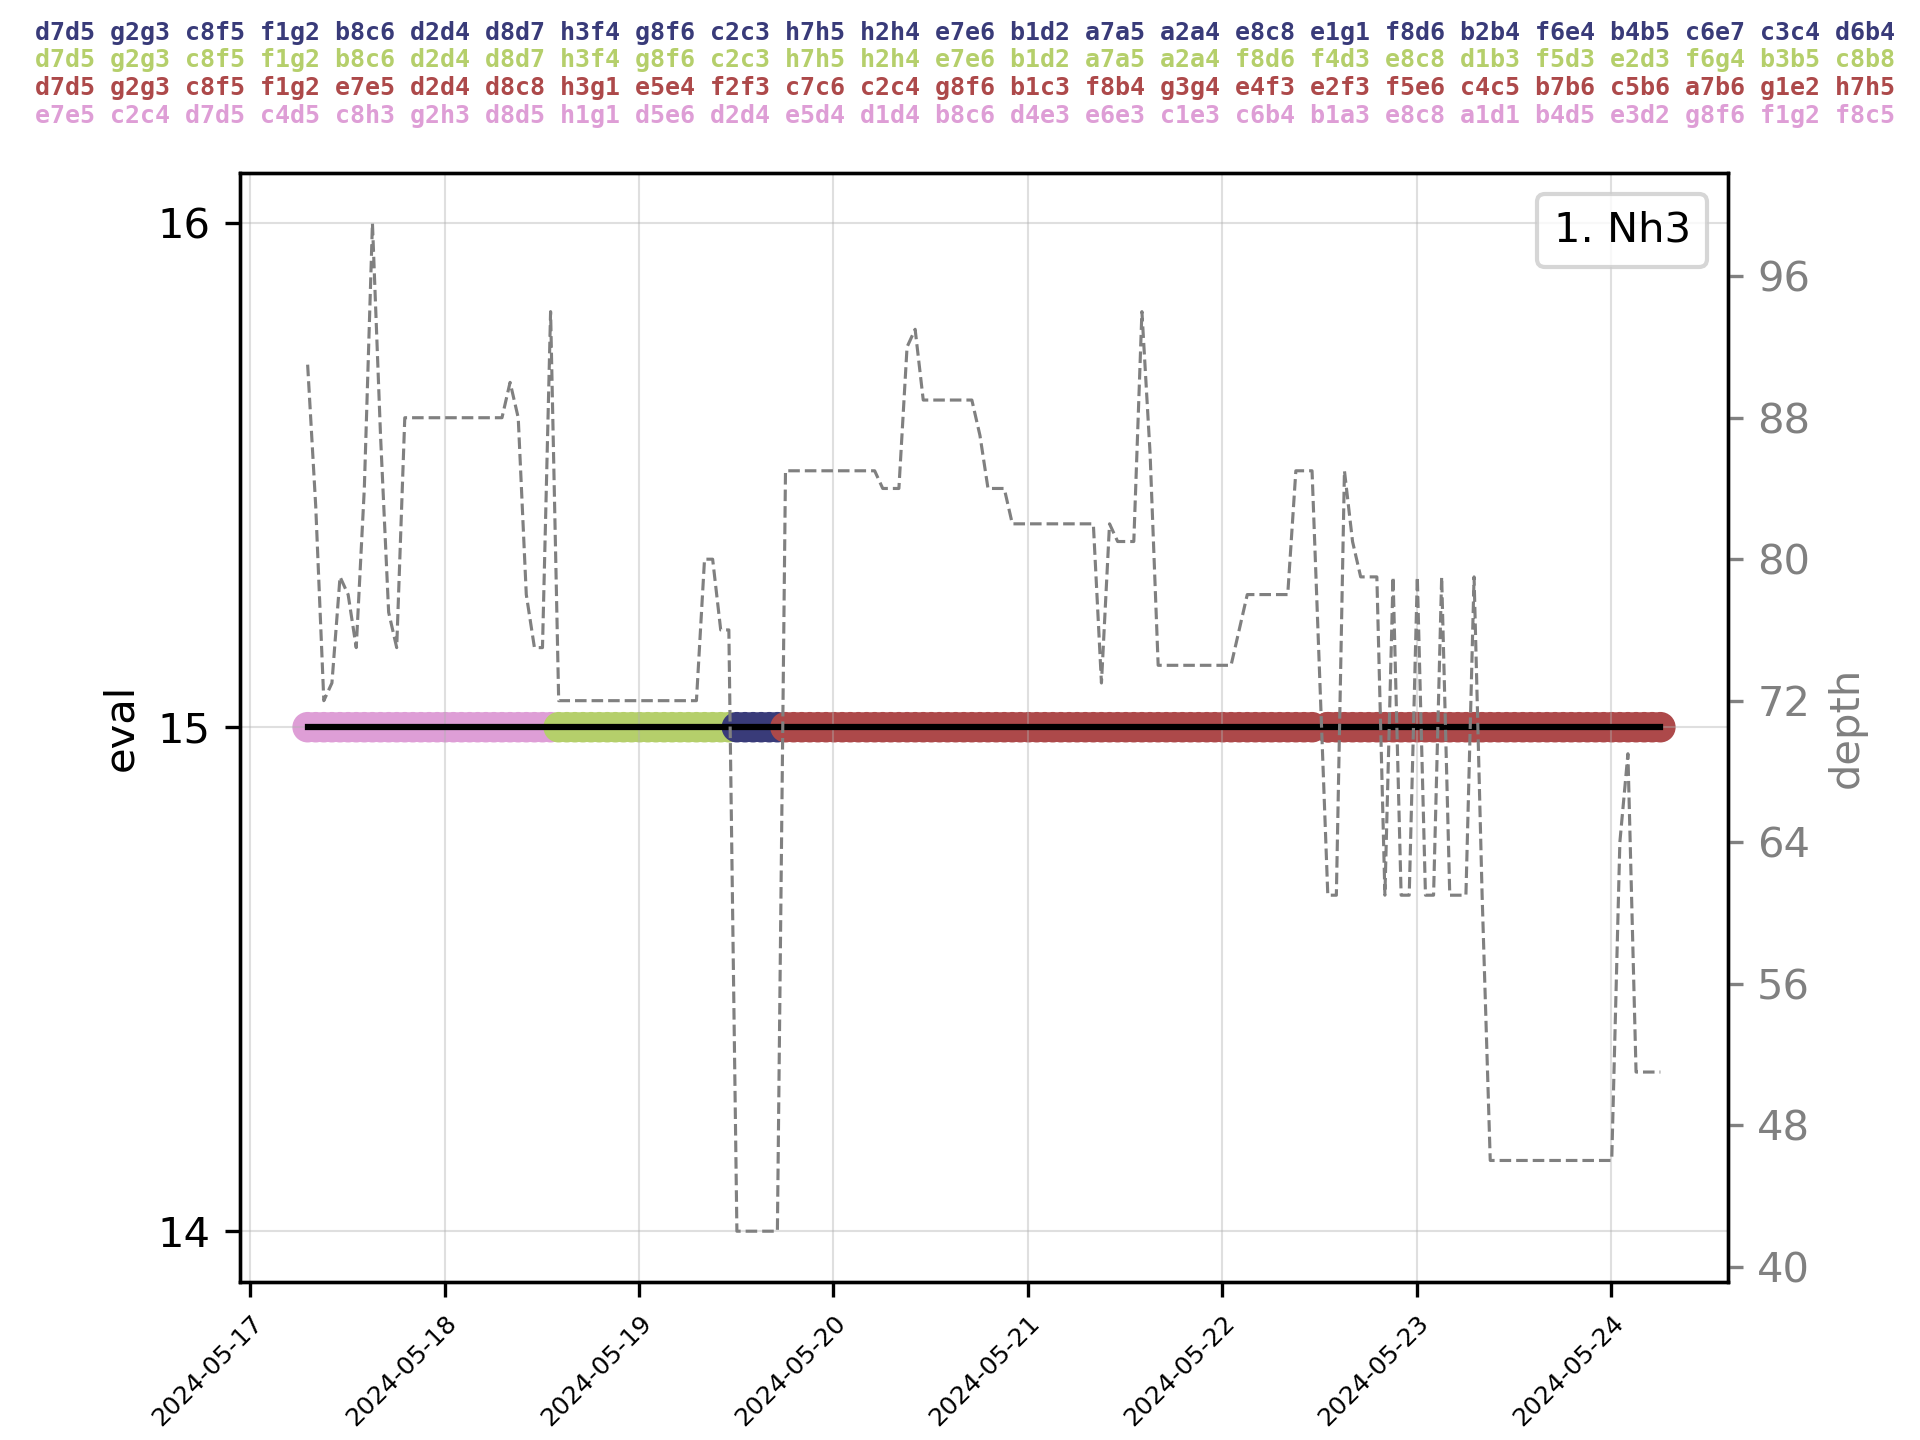 d7d5 g2g3 c8f5 f1g2 b8c6 d2d4 d8d7 h3f4 g8f6 c2c3 h7h5 h2h4 e7e6 b1d2 a7a5 a2a4 e8c8 e1g1 f8d6 b2b4 f6e4 b4b5 c6e7 c3c4 d6b4
d7d5 g2g3 c8f5 f1g2 b8c6 d2d4 d8d7 h3f4 g8f6 c2c3 h7h5 h2h4 e7e6 b1d2 a7a5 a2a4 f8d6 f4d3 e8c8 d1b3 f5d3 e2d3 f6g4 b3b5 c8b8
d7d5 g2g3 c8f5 f1g2 e7e5 d2d4 d8c8 h3g1 e5e4 f2f3 c7c6 c2c4 g8f6 b1c3 f8b4 g3g4 e4f3 e2f3 f5e6 c4c5 b7b6 c5b6 a7b6 g1e2 h7h5
e7e5 c2c4 d7d5 c4d5 c8h3 g2h3 d8d5 h1g1 d5e6 d2d4 e5d4 d1d4 b8c6 d4e3 e6e3 c1e3 c6b4 b1a3 e8c8 a1d1 b4d5 e3d2 g8f6 f1g2 f8c5
1. Nh3
16
15
14
eval
96
88
80
72
64
56
48
40
depth
2024-05-17
2024-05-18
2024-05-19
2024-05-20
2024-05-21
2024-05-22
2024-05-23
2024-05-24